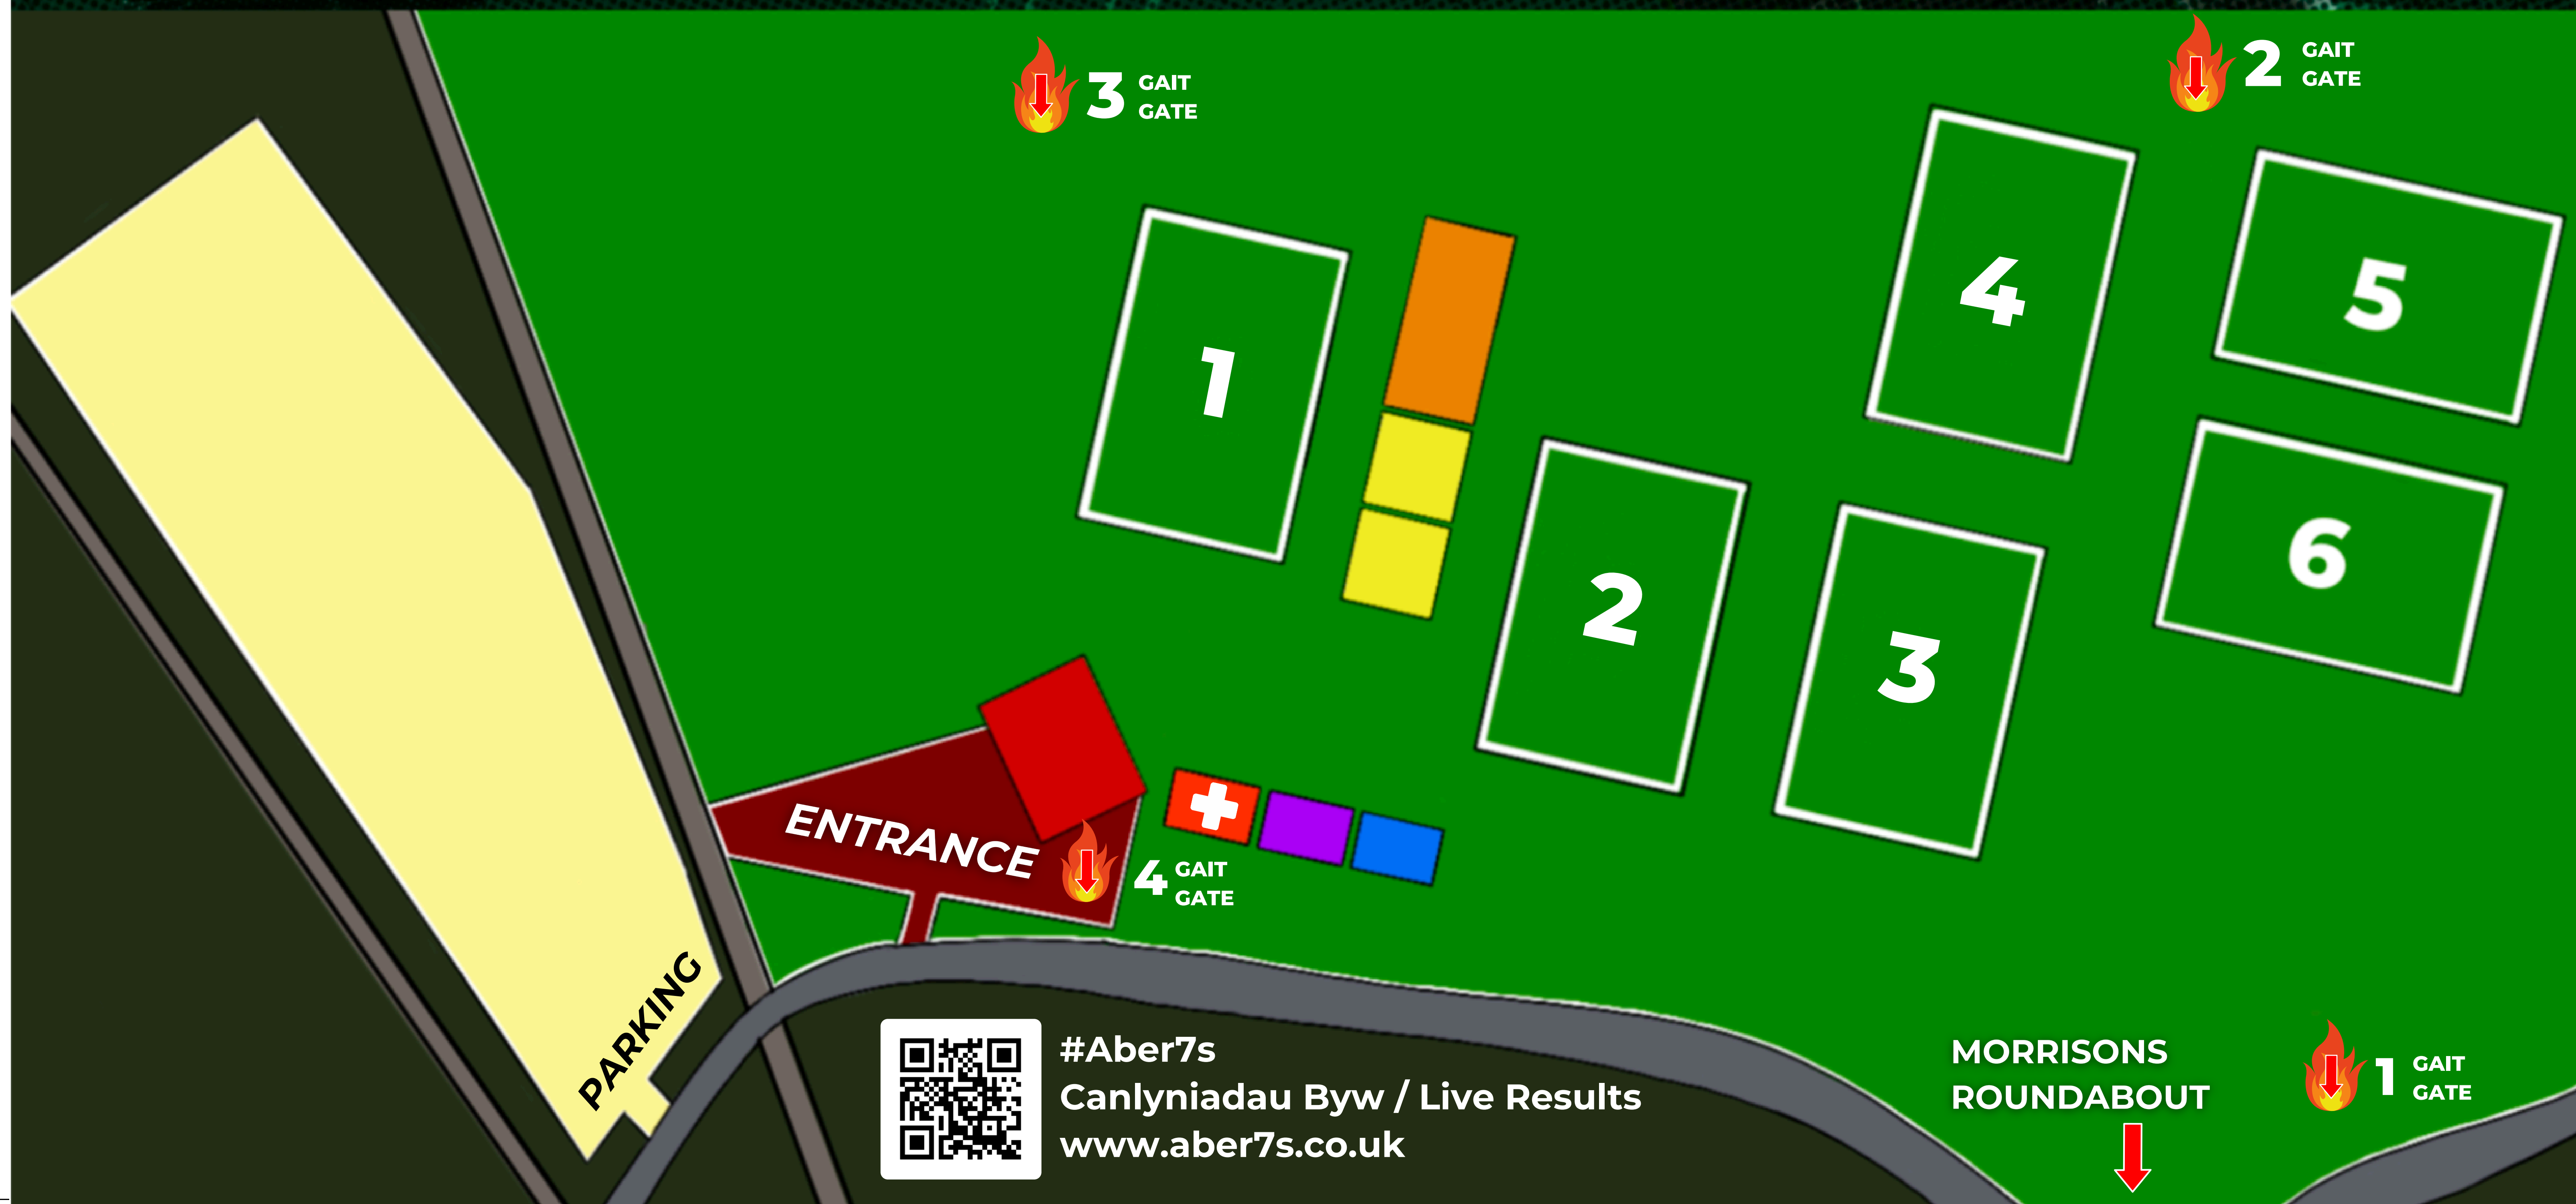 3 GAIT
GATE
2 GAIT
GATE
1
2
3
4
5
6
ENTRANCE
4 GAIT
GATE
PARKING
#Aber7s
Canlyniadau Byw / Live Results
www.aber7s.co.uk
MORRISONS
ROUNDABOUT
1 GAIT
GATE